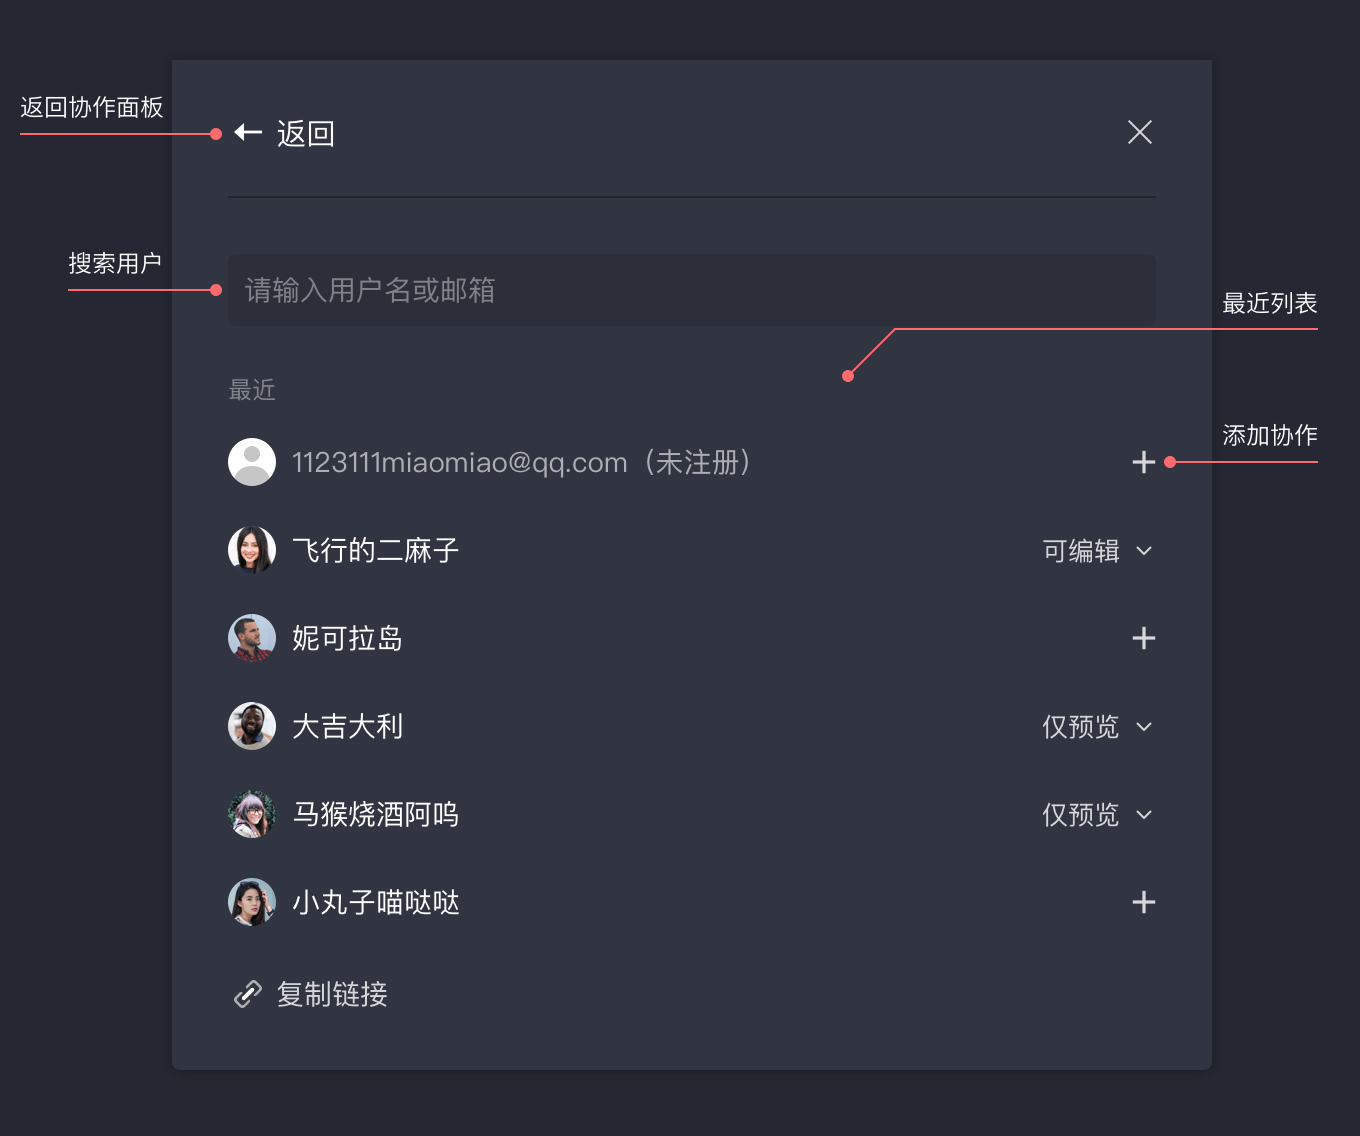 返回协作面板
返回
搜索用户
请输入用户名或邮箱
最近列表
最近
添加协作
1123111miaomiao@qq.com（未注册）
飞行的二麻子 可编辑
妮可拉岛
大吉大利 仅预览
马猴烧酒阿呜 仅预览
小丸子喵哒哒
复制链接